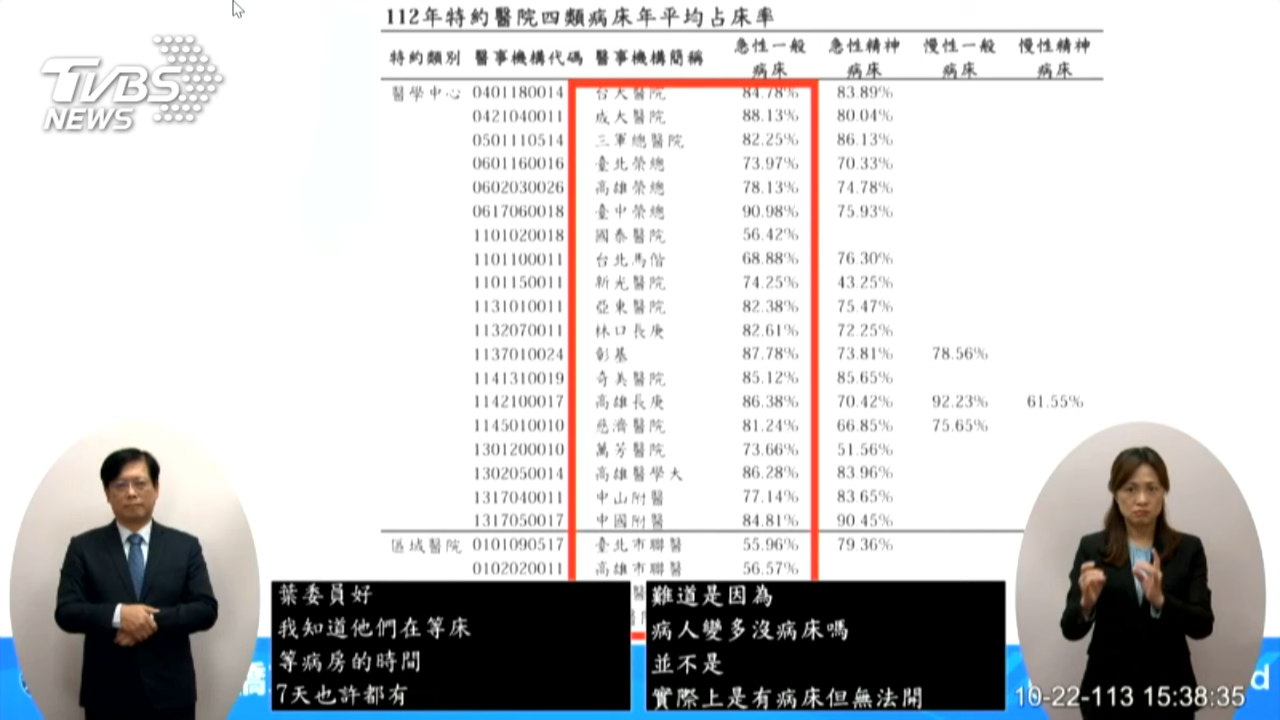 TVBS
NEWS
112年特約醫院四類病床年平均占床率
特約類別 醫事機構代碼 醫事機構簡稱 急性一般病床 急性精神病床 慢性一般病床 慢性精神病床
醫學中心 0401180014 台大醫院 84.78% 83.89%
0421040011 成大醫院 88.13% 80.04%
0501110514 三軍總醫院 82.25% 86.13%
0601160016 臺北榮總 73.97% 70.33%
0602030026 高雄榮總 78.13% 74.78%
0617060018 臺中榮總 90.98% 75.93%
1101020018 國泰醫院 56.42%
1101100011 台北馬偕 68.88% 76.30%
1101150011 新光醫院 74.25% 43.25%
1131010011 亞東醫院 82.38% 75.47%
1132070011 林口長庚 82.61% 72.25%
1137010024 彰基 87.78% 73.81% 78.56%
1141310019 奇美醫院 85.12% 85.65%
1142100017 高雄長庚 86.38% 70.42% 92.23% 61.55%
1145010010 慈濟醫院 81.24% 66.85% 75.65%
1301200010 萬芳醫院 73.66% 51.56%
1302050014 高雄醫學大 86.28% 83.96%
1317040011 中山附醫 77.14% 83.65%
1317050017 中國附醫 84.81% 90.45%
區域醫院 0101090517 臺北市聯醫 55.96% 79.36%
0102020011 高雄市聯醫 56.57%
葉委員好
我知道他們在等床
等病房的時間
7天也許都有
難道是因為
病人變多沒病床嗎
並不是
實際上是有病床但無法開
10-22-113 15:38:35